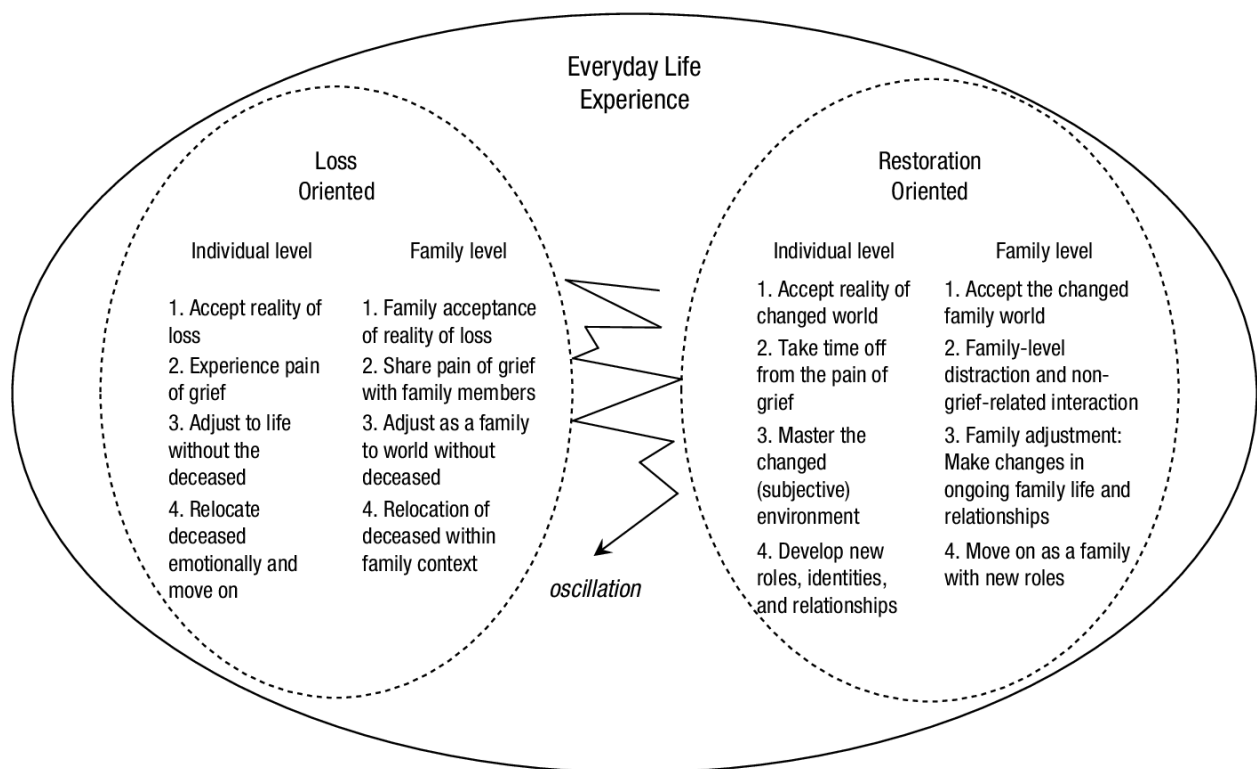 Everyday Life
Experience
Loss
Oriented
Individual level
1. Accept reality of
loss
2. Experience pain
of grief
3. Adjust to life
without the
deceased
4. Relocate
deceased
emotionally and
move on
Family level
1. Family acceptance
of reality of loss
2. Share pain of grief
with family members
3. Adjust as a family
to world without
deceased
4. Relocation of
deceased within
family context
oscillation
Restoration
Oriented
Individual level
1. Accept reality of
changed world
2. Take time off
from the pain of
grief
3. Master the
changed
(subjective)
environment
4. Develop new
roles, identities,
and relationships
Family level
1. Accept the changed
family world
2. Family-level
distraction and non-
grief-related interaction
3. Family adjustment:
Make changes in
ongoing family life and
relationships
4. Move on as a family
with new roles